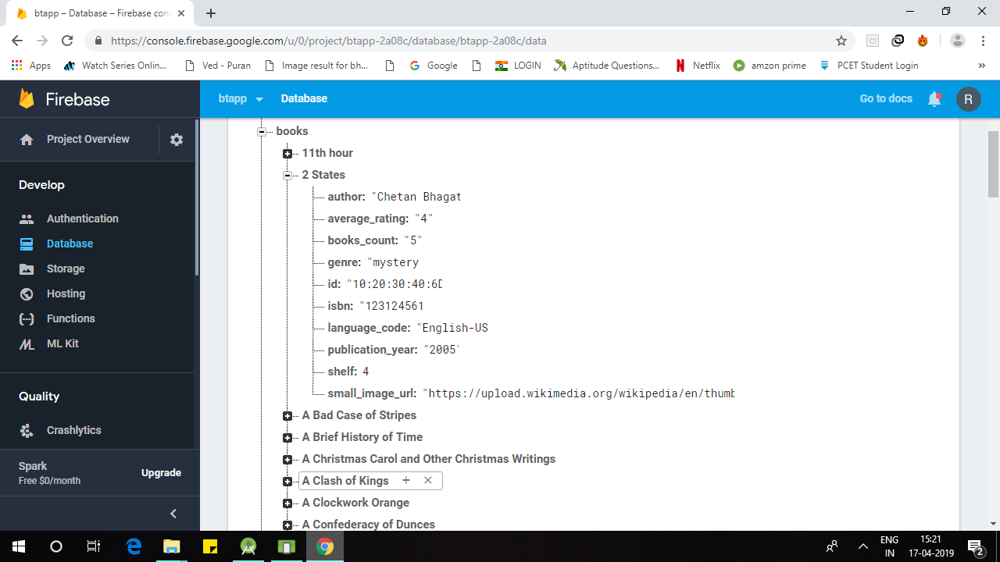 btapp – Database – Firebase con
https://console.firebase.google.com/u/0/project/btapp-2a08c/database/btapp-2a08c/data
Apps Watch Series Onlin... Ved - Puran Image result for bh... Google LOGIN Aptitude Questions... Netflix amzon prime PCET Student Login »
Firebase
btapp Database Go to docs R
Project Overview
Develop
Authentication
Database
Storage
Hosting
Functions
ML Kit
Quality
Crashlytics
Spark
Free $0/month
Upgrade
books
11th hour
2 States
author: "Chetan Bhagat
average_rating: "4"
books_count: "5"
genre: "mystery
id: "10:20:30:40:6D
isbn: "123124561
language_code: "English-US
publication_year: "2005'
shelf: 4
small_image_url: "https://upload.wikimedia.org/wikipedia/en/thumb
A Bad Case of Stripes
A Brief History of Time
A Christmas Carol and Other Christmas Writings
A Clash of Kings
A Clockwork Orange
A Confederacy of Dunces
ENG 15:21
IN 17-04-2019 2